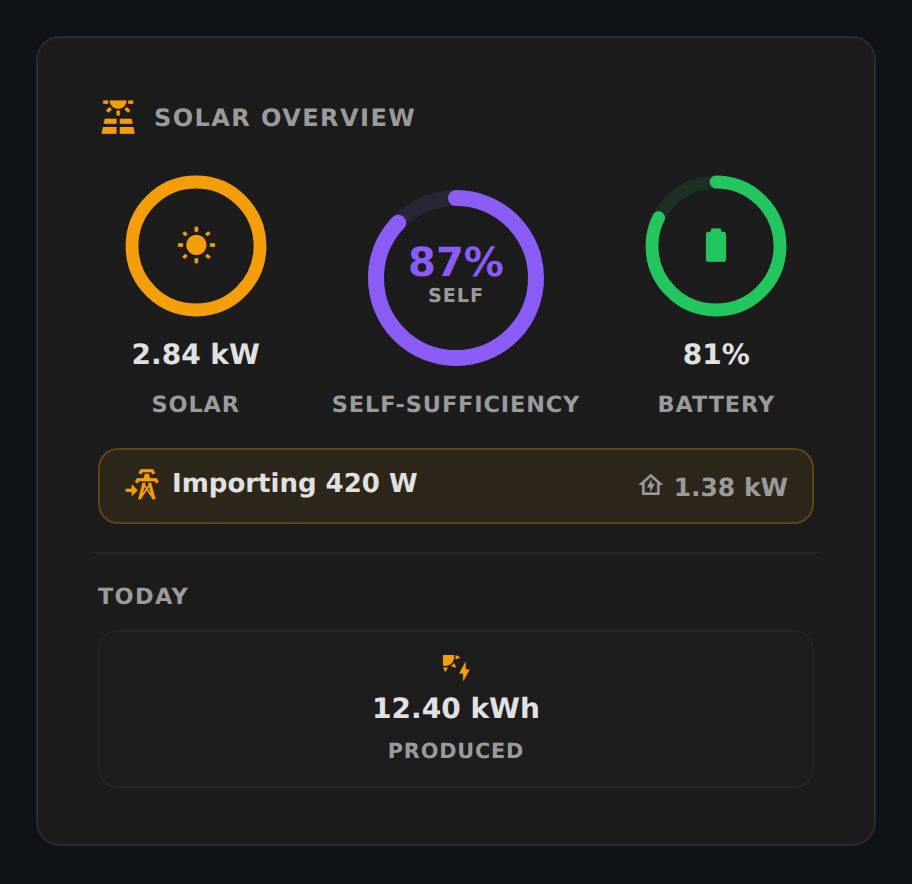 SOLAR OVERVIEW
87%
SELF
2.84 kW
81%
SOLAR
SELF-SUFFICIENCY
BATTERY
Importing 420 W
1.38 kW
TODAY
12.40 kWh
PRODUCED